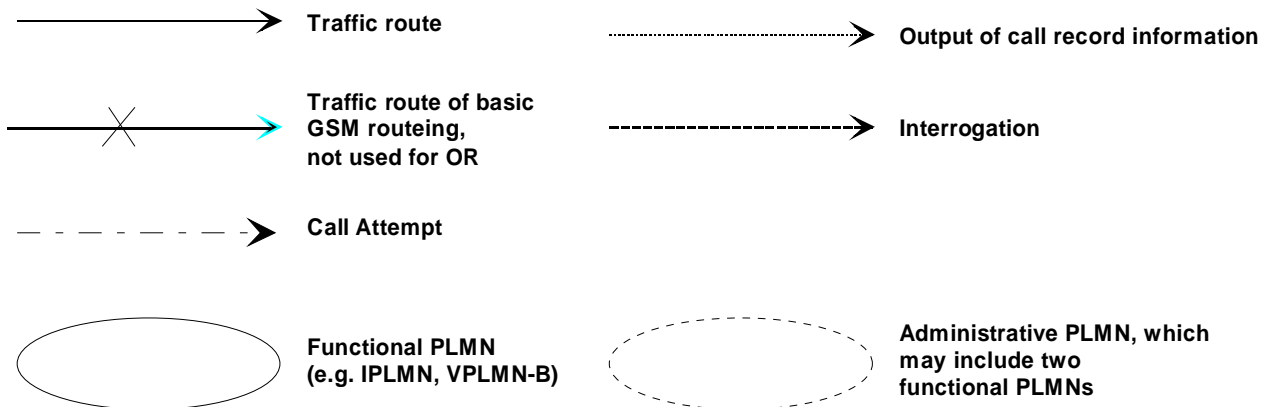 Traffic route
Output of call record information
Traffic route of basic
GSM routeing,
not used for OR
Interrogation
Call Attempt
Functional PLMN
(e.g. IPLMN, VPLMN-B)
Administrative PLMN, which
may include two
functional PLMNs